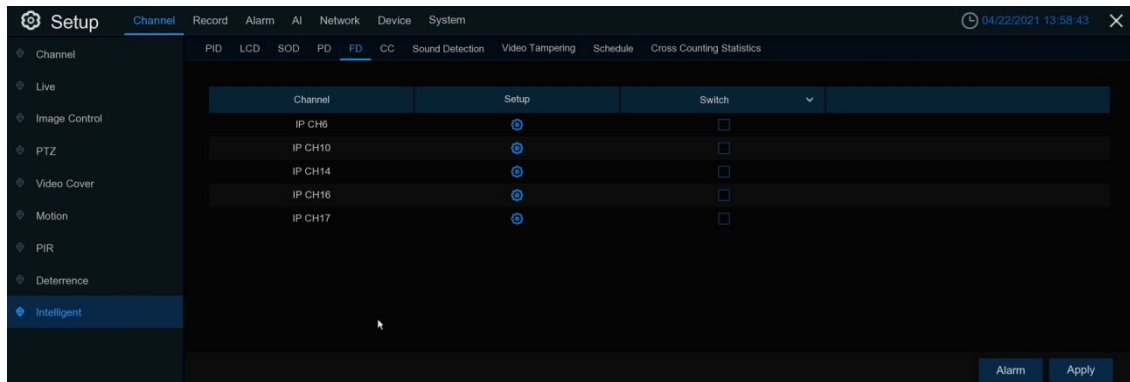 Setup Channel Record Alarm AI Network Device System 04/22/2021 13:58:43
PID LCD SOD PD FD CC Sound Detection Video Tampering Schedule Cross Counting Statistics
Channel
Live
Image Control
PTZ
Video Cover
Motion
PIR
Deterrence
Intelligent
Channel Setup Switch
IP CH6
IP CH10
IP CH14
IP CH16
IP CH17
Alarm Apply